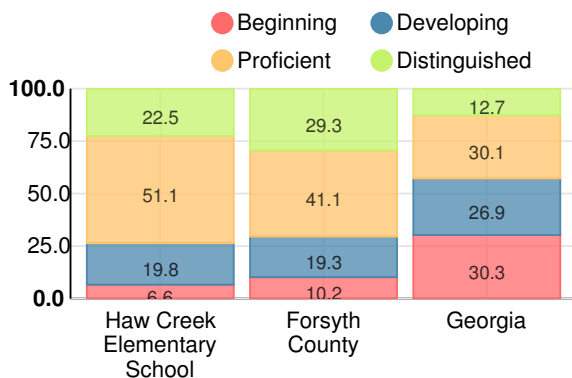 Beginning
Developing
Proficient
Distinguished
100.0
75.0
50.0
25.0
0.0
22.5
51.1
19.8
6.6
29.3
41.1
19.3
10.2
12.7
30.1
26.9
30.3
Haw Creek
Elementary
School
Forsyth
County
Georgia